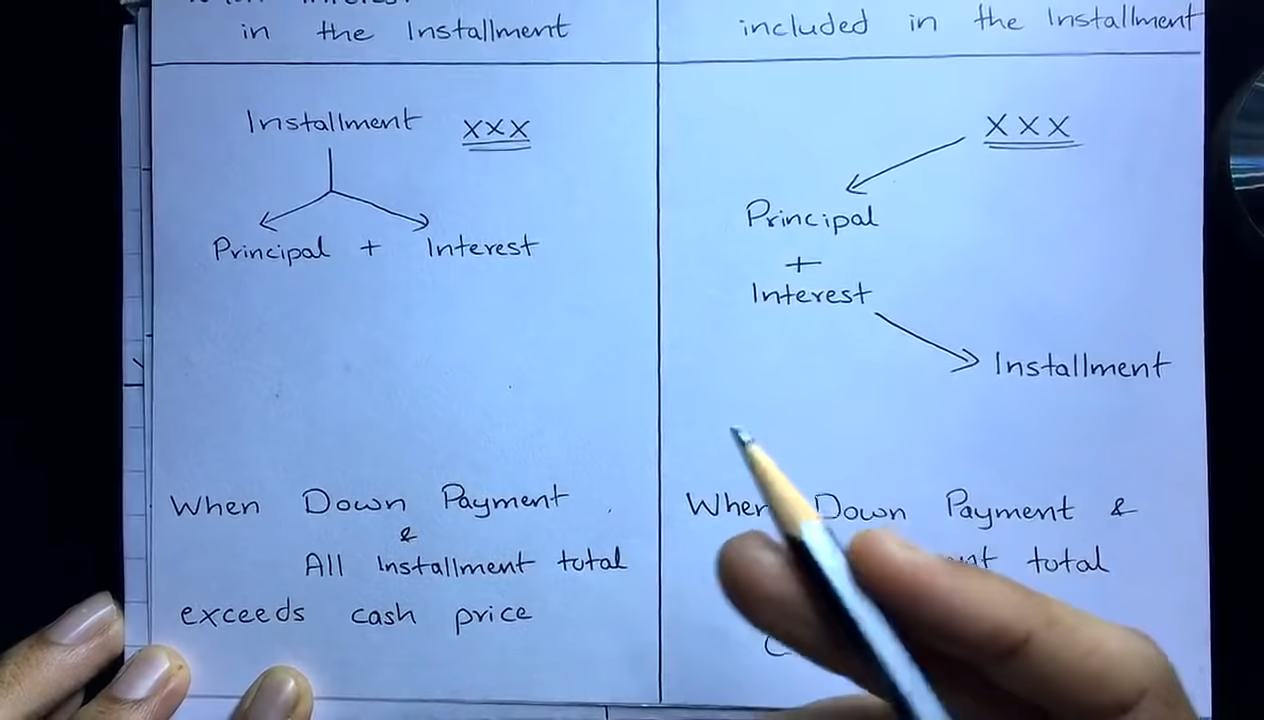 in the Installment
Installment XXX
Principal + Interest
When Down Payment
&
All Installment total
exceeds cash price
included in the Installment
XXX
Principal
+
Interest
Installment
When Down Payment &
total